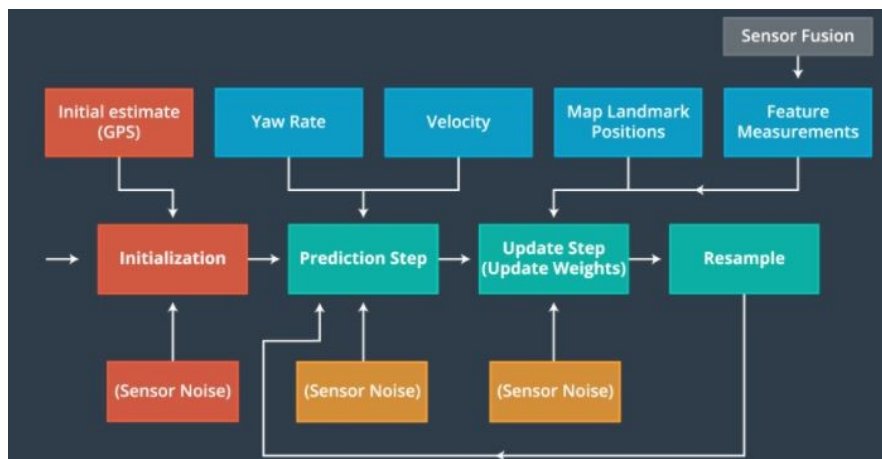 Sensor Fusion
Initial estimate
(GPS)
Yaw Rate
Velocity
Map Landmark
Positions
Feature
Measurements
Initialization
Prediction Step
Update Step
(Update Weights)
Resample
(Sensor Noise)
(Sensor Noise)
(Sensor Noise)